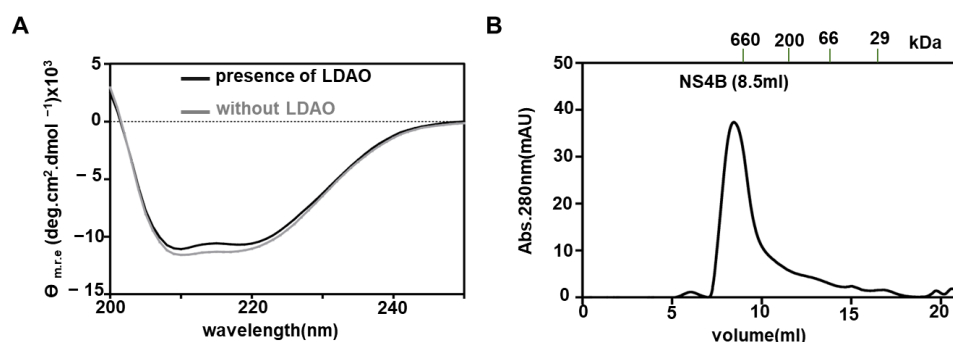 A
5
0
−5
−10
−15
200
220
240
wavelength(nm)
Θ m.r.e (deg.cm².dmol ⁻¹)x10³
presence of LDAO
without LDAO
B
660 200 66 29 kDa
NS4B (8.5ml)
50
40
30
20
10
0
0 5 10 15 20
volume(ml)
Abs.280nm(mAU)